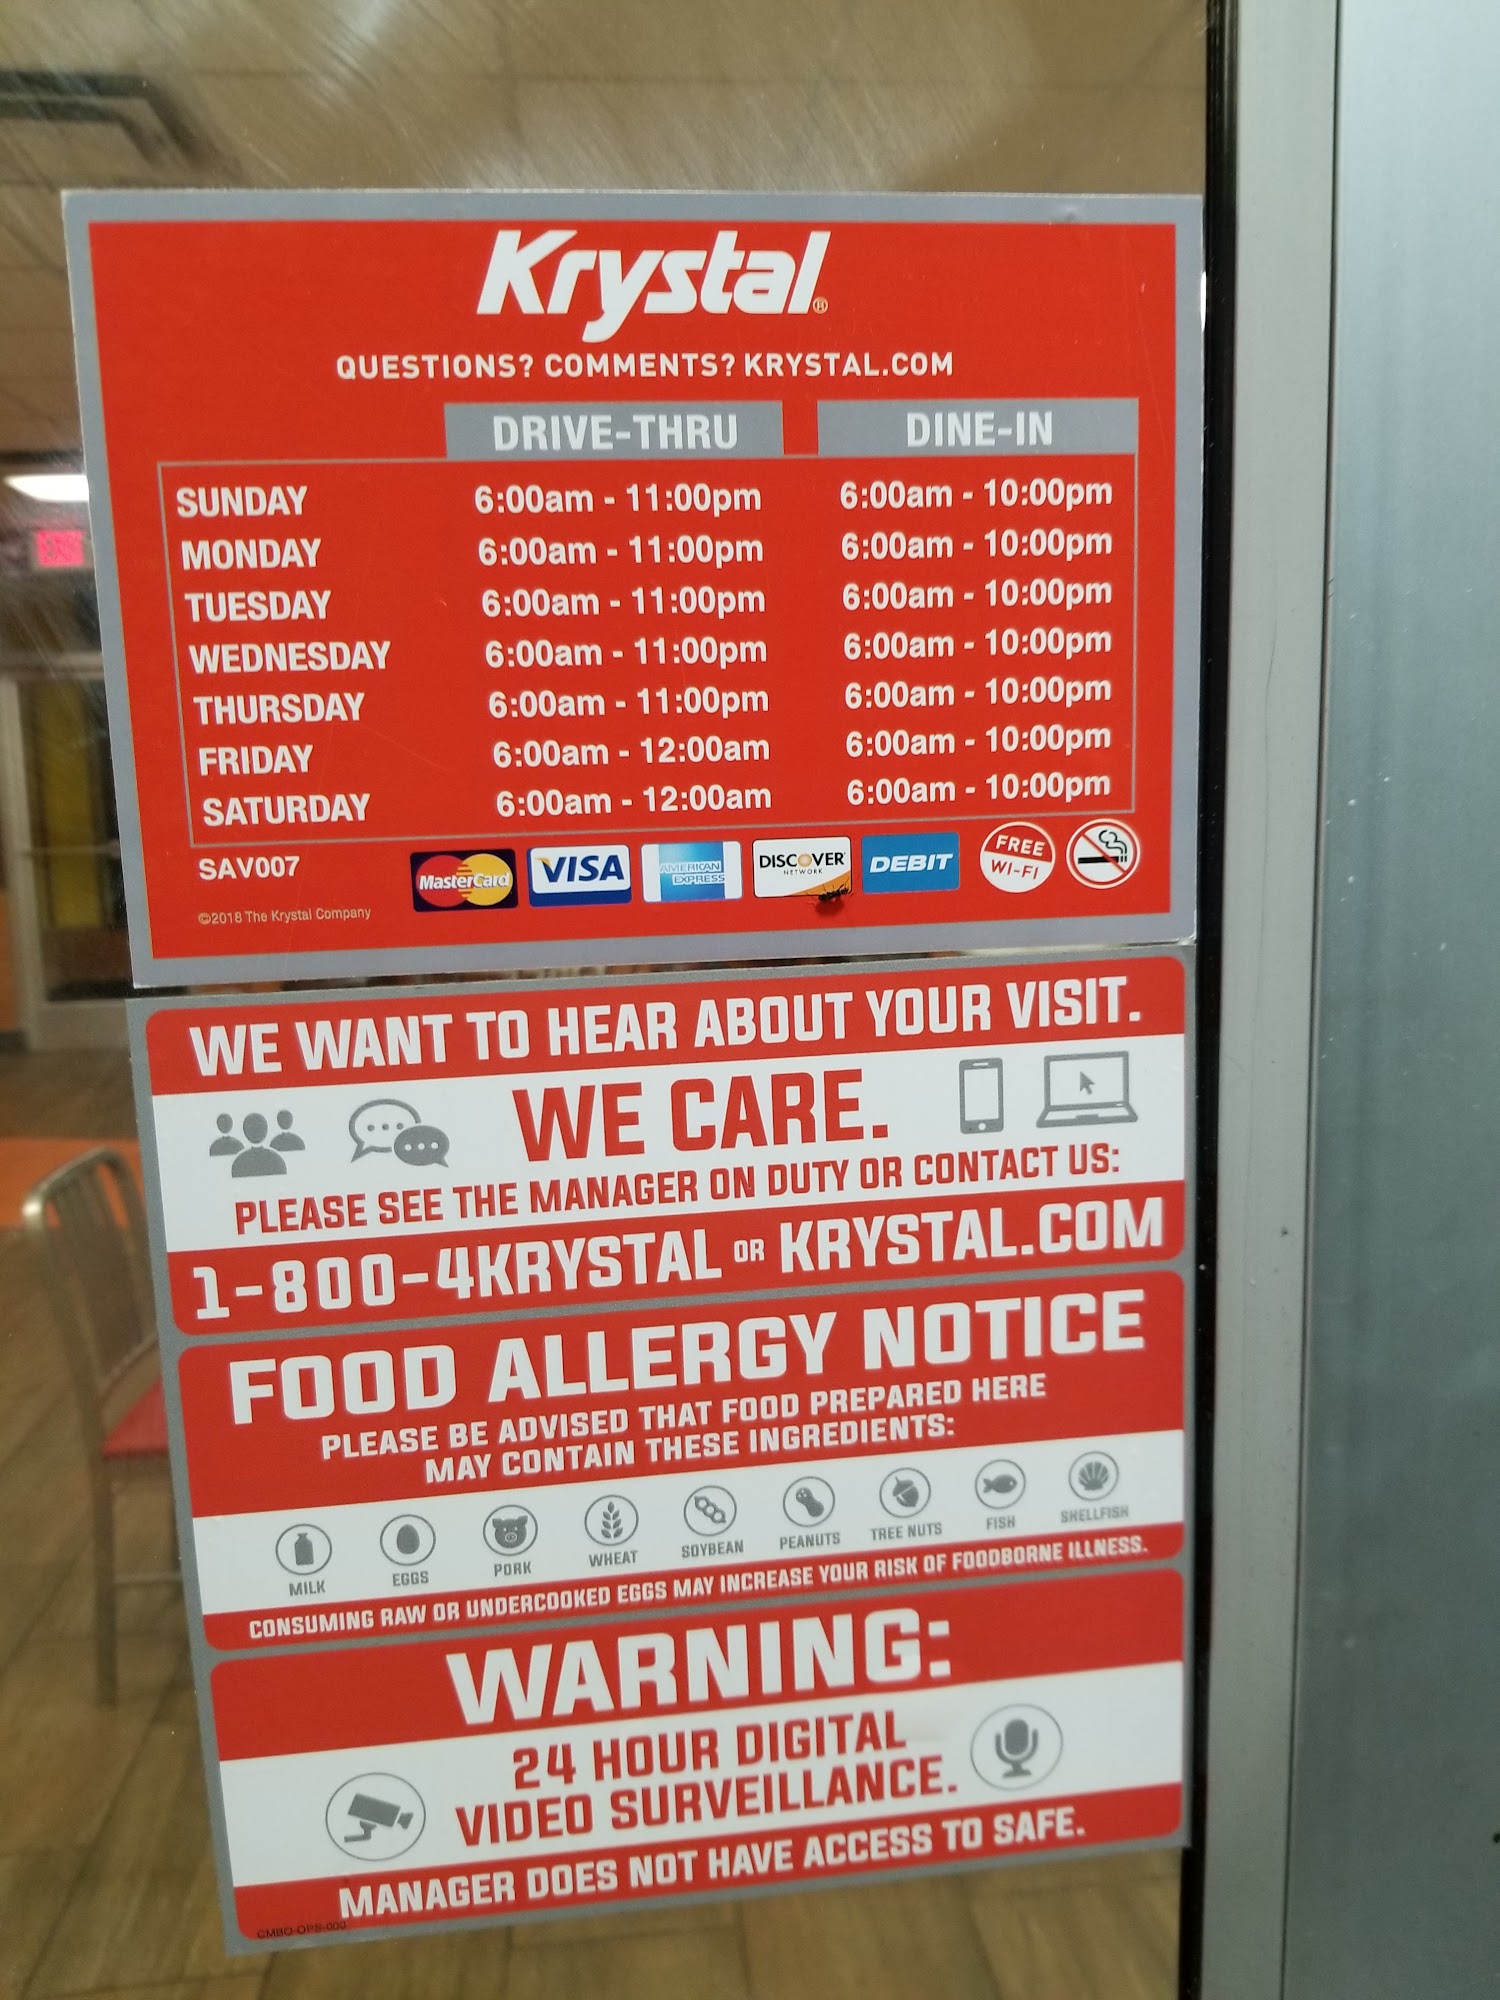 Krystal®
QUESTIONS? COMMENTS? KRYSTAL.COM
DRIVE-THRU DINE-IN
SUNDAY 6:00am - 11:00pm 6:00am - 10:00pm
MONDAY 6:00am - 11:00pm 6:00am - 10:00pm
TUESDAY 6:00am - 11:00pm 6:00am - 10:00pm
WEDNESDAY 6:00am - 11:00pm 6:00am - 10:00pm
THURSDAY 6:00am - 11:00pm 6:00am - 10:00pm
FRIDAY 6:00am - 12:00am 6:00am - 10:00pm
SATURDAY 6:00am - 12:00am 6:00am - 10:00pm
SAV007
MasterCard
VISA
AMERICAN
EXPRESS
DISCOVER
NETWORK
DEBIT
FREE
WI-FI
©2018 The Krystal Company
WE WANT TO HEAR ABOUT YOUR VISIT.
WE CARE.
PLEASE SEE THE MANAGER ON DUTY OR CONTACT US:
1-800-4KRYSTAL OR KRYSTAL.COM
FOOD ALLERGY NOTICE
PLEASE BE ADVISED THAT FOOD PREPARED HERE
MAY CONTAIN THESE INGREDIENTS:
MILK EGGS PORK WHEAT SOYBEAN PEANUTS TREE NUTS FISH SHELLFISH
CONSUMING RAW OR UNDERCOOKED EGGS MAY INCREASE YOUR RISK OF FOODBORNE ILLNESS.
WARNING:
24 HOUR DIGITAL
VIDEO SURVEILLANCE.
MANAGER DOES NOT HAVE ACCESS TO SAFE.
CMBO OPS-000